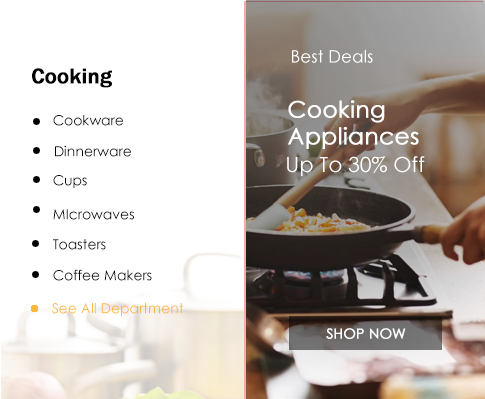 Cooking
Cookware
Dinnerware
Cups
MIcrowaves
Toasters
Coffee Makers
See All Department
Best Deals
Cooking
Appliances
Up To 30% Off
SHOP NOW